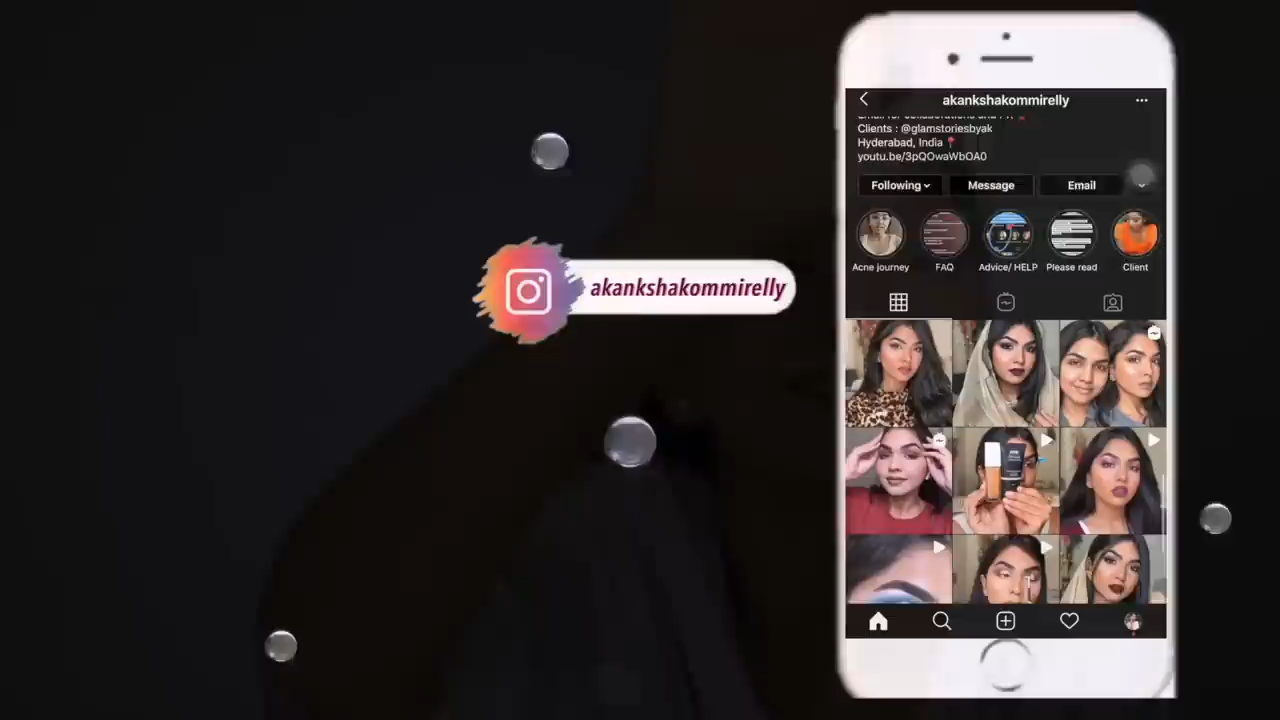 akankshakommirelly
akankshakommirelly
Clients : @glamstoriesbyak
Hyderabad, India
youtu.be/3pQOwaWbOA0
Following
Message
Email
Acne journey
FAQ
Advice/ HELP
Please read
Client